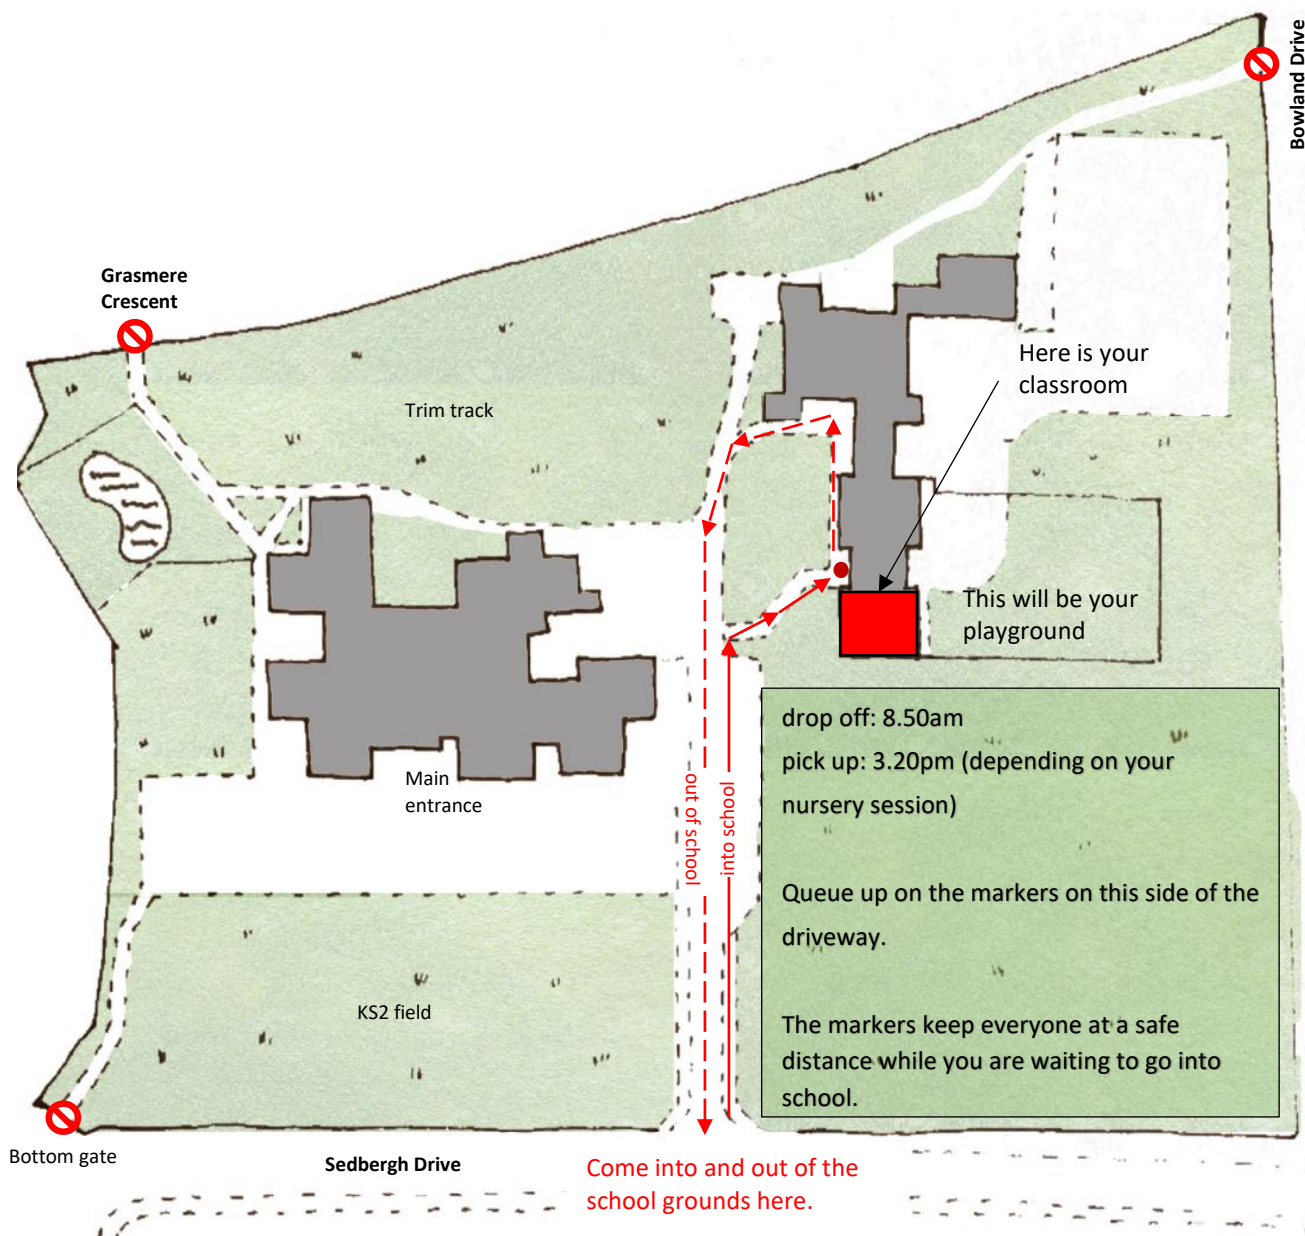 Bowland Drive
Grasmere
Crescent
Here is your
classroom
Trim track
This will be your
playground
drop off: 8.50am
pick up: 3.20pm (depending on your
nursery session)
Queue up on the markers on this side of the
driveway.
The markers keep everyone at a safe
distance while you are waiting to go into
school.
Main
entrance
out of school
into school
KS2 field
Bottom gate
Sedbergh Drive
Come into and out of the
school grounds here.